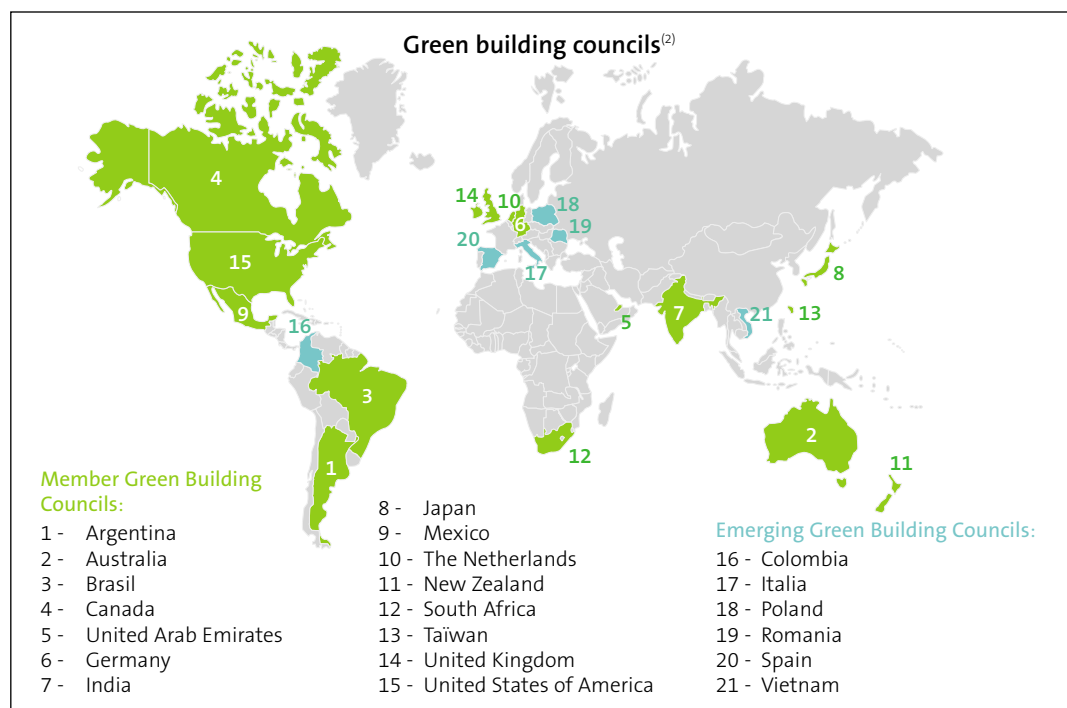 Green building councils(2)
4
14
10
18
6
19
15
20
17
8
9
5
7
21
13
16
3
2
12
11
1
Member Green Building
Councils:
1 - Argentina
2 - Australia
3 - Brasil
4 - Canada
5 - United Arab Emirates
6 - Germany
7 - India
8 - Japan
9 - Mexico
10 - The Netherlands
11 - New Zealand
12 - South Africa
13 - Taïwan
14 - United Kingdom
15 - United States of America
Emerging Green Building Councils:
16 - Colombia
17 - Italia
18 - Poland
19 - Romania
20 - Spain
21 - Vietnam